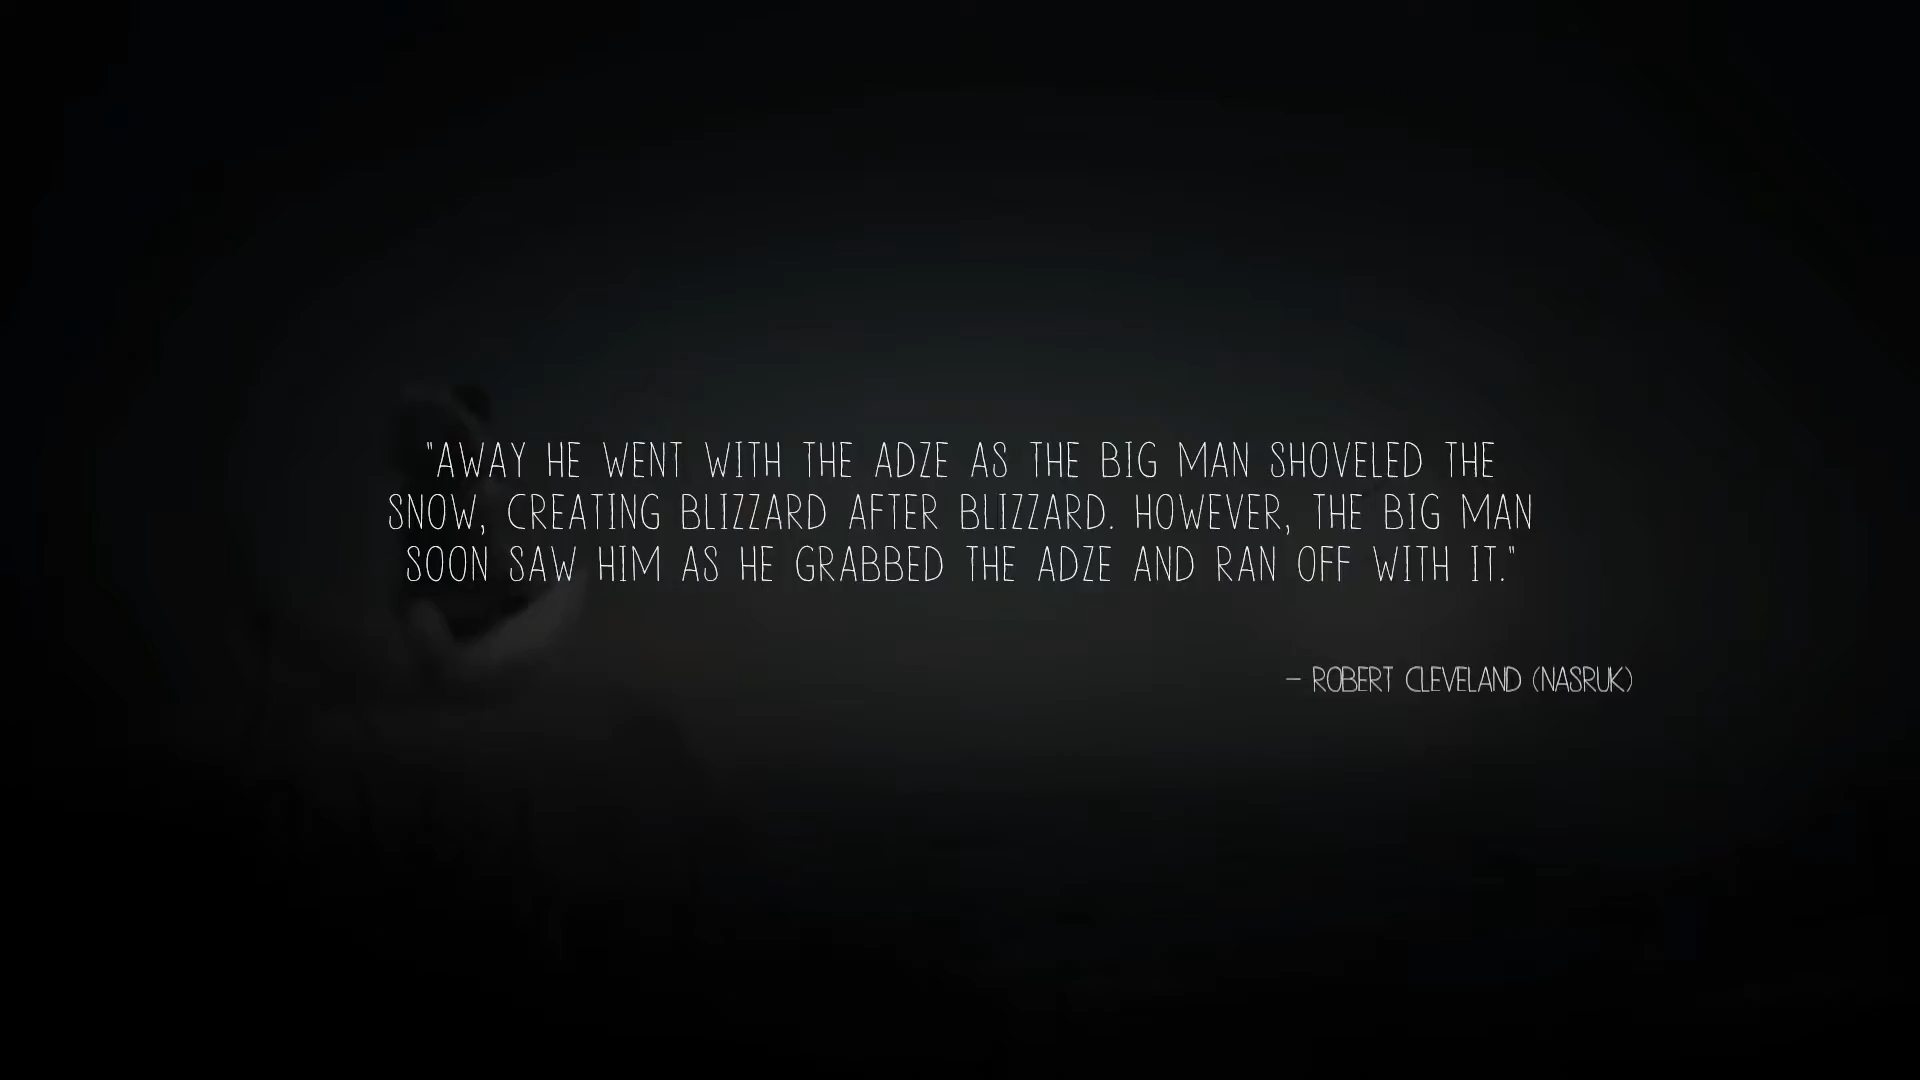 "AWAY HE WENT WITH THE ADZE AS THE BIG MAN SHOVELED THE
SNOW, CREATING BLIZZARD AFTER BLIZZARD. HOWEVER, THE BIG MAN
SOON SAW HIM AS HE GRABBED THE ADZE AND RAN OFF WITH IT."
- ROBERT CLEVELAND (NASRUK)